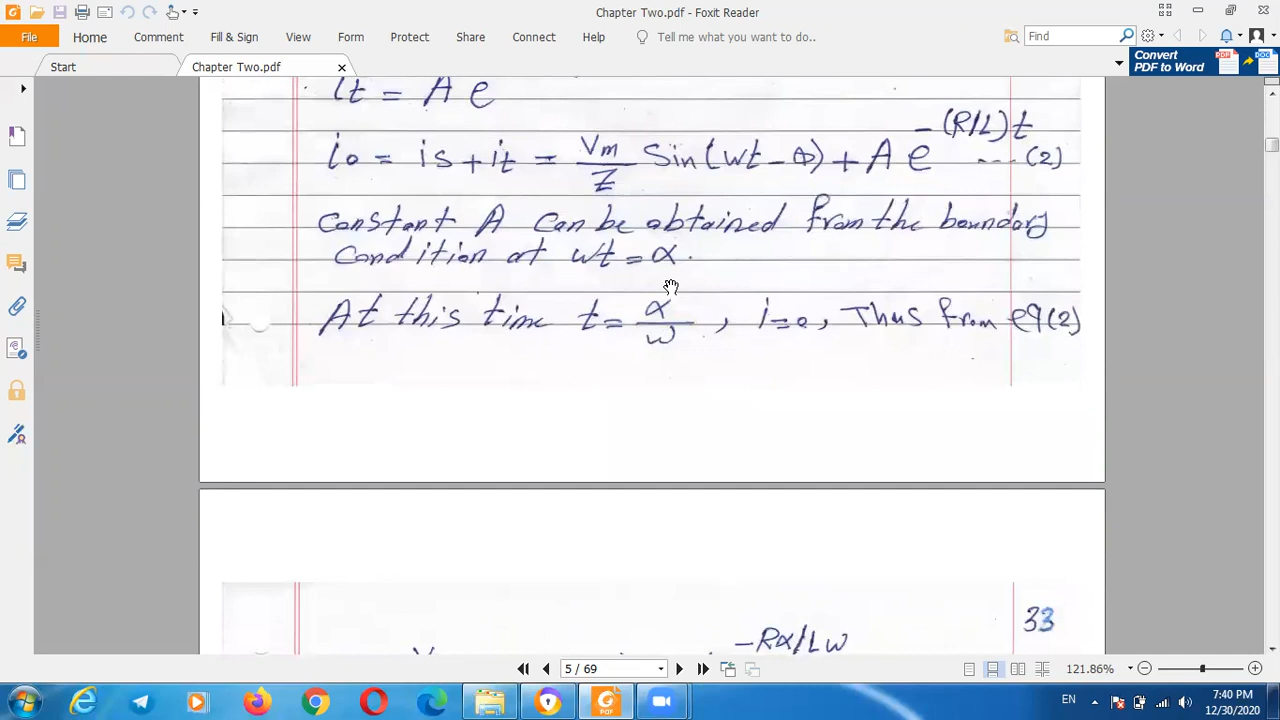 Chapter Two.pdf - Foxit Reader
File Home Comment Fill & Sign View Form Protect Share Connect Help Tell me what you want to do.. Find
Start Chapter Two.pdf
Convert
PDF to Word
it = A e
io = is + it = Vm/Z Sin(wt - ϕ) + A e^-(R/L)t ---- (2)
Constant A can be obtained from the boundary
Condition at wt = α.
At this time t = α/w , i=0, Thus from eq(2)
33
-Rα/Lw
5 / 69 121.86%
EN 7:40 PM
12/30/2020